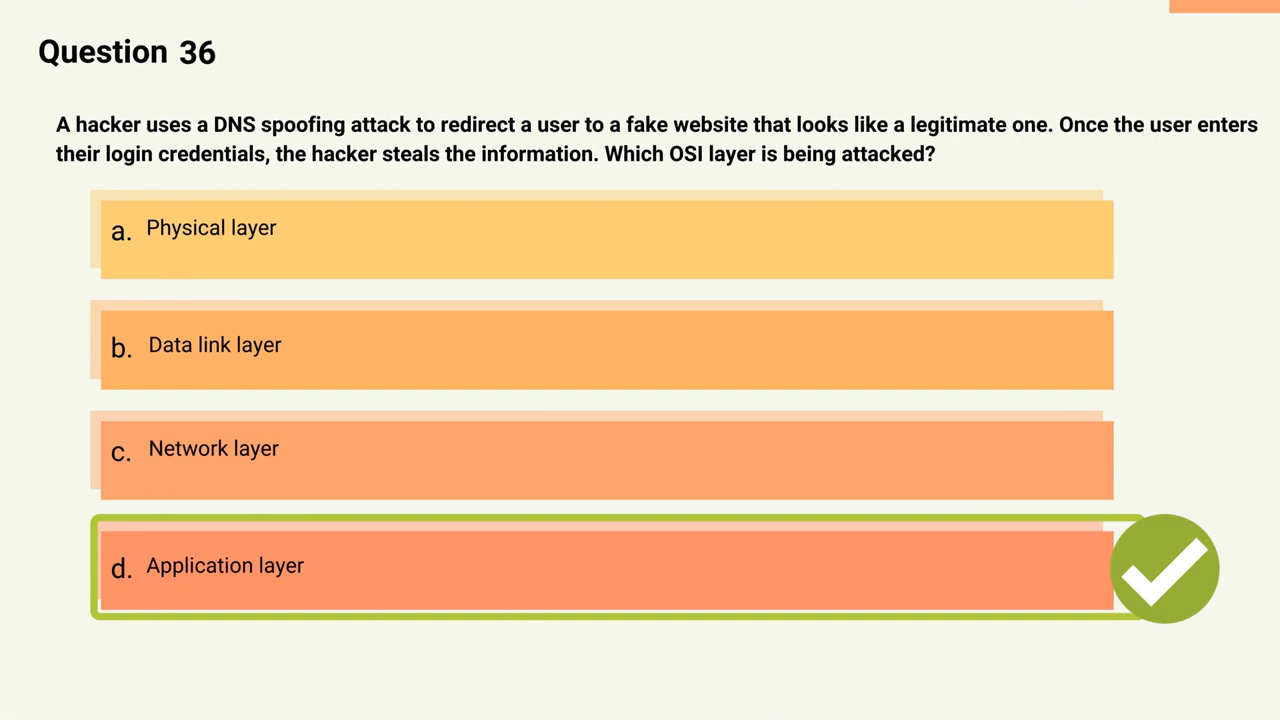 Question 36
A hacker uses a DNS spoofing attack to redirect a user to a fake website that looks like a legitimate one. Once the user enters
their login credentials, the hacker steals the information. Which OSI layer is being attacked?
a. Physical layer
b. Data link layer
c. Network layer
d. Application layer